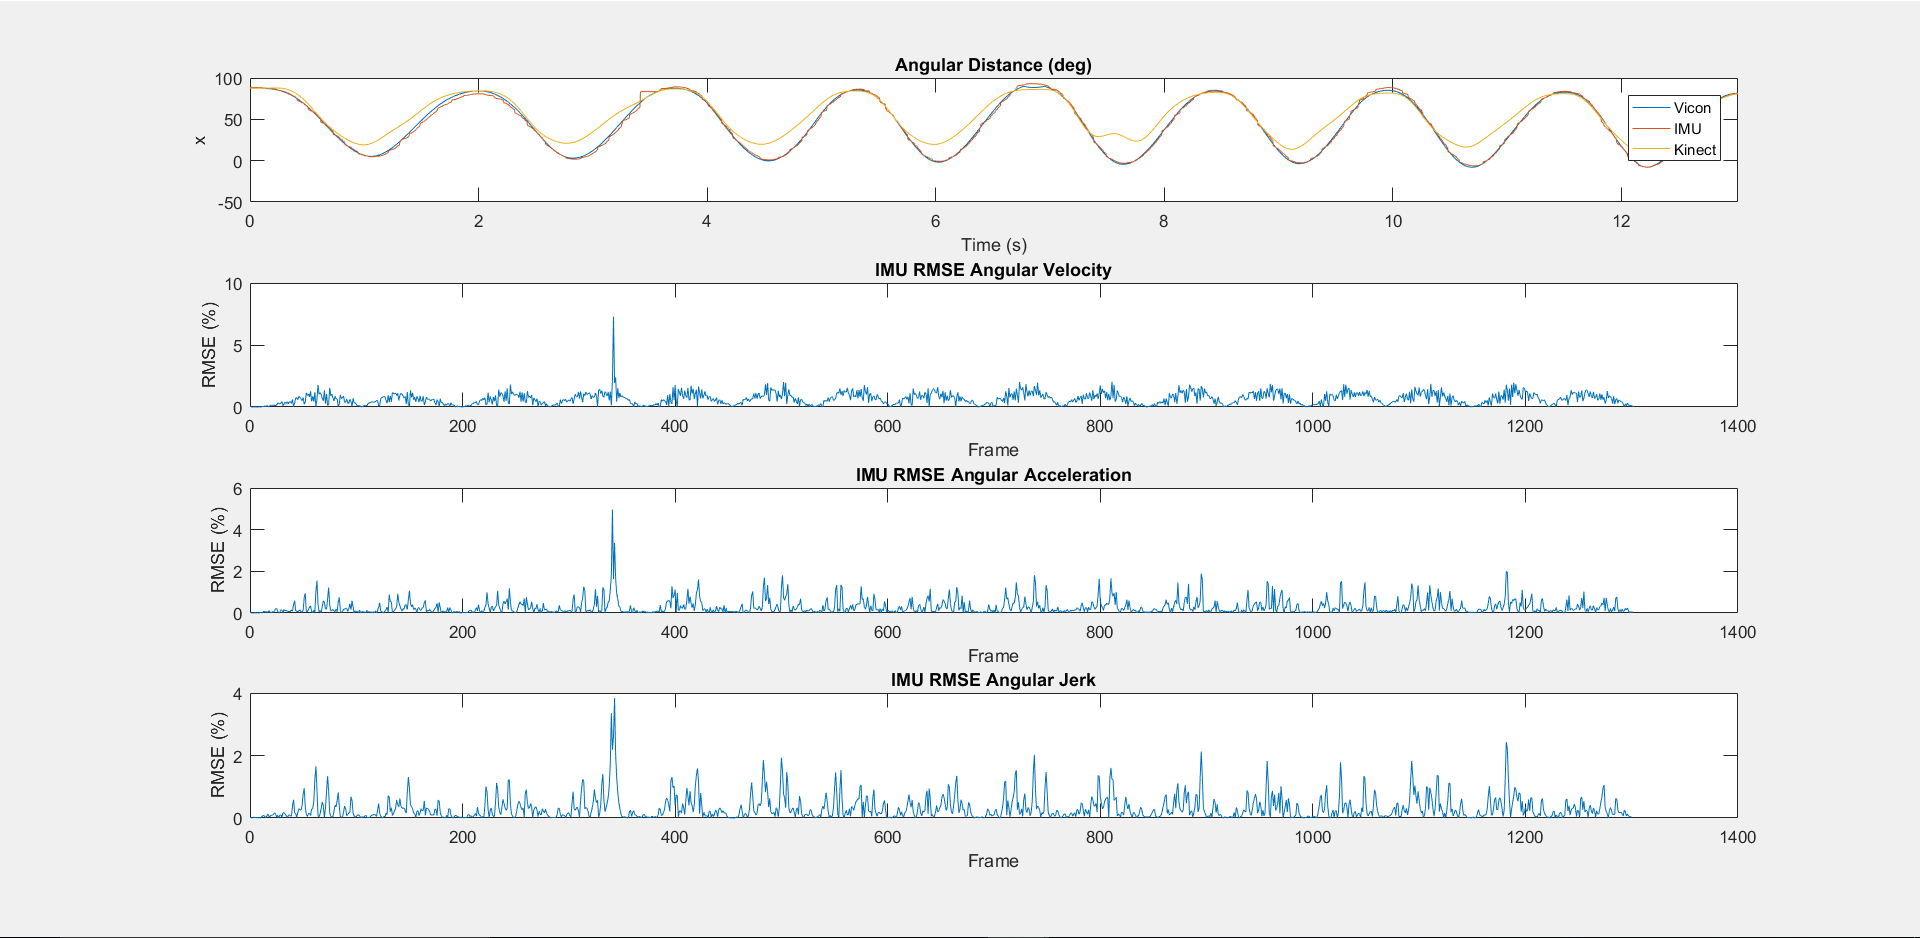 Angular Distance (deg)
100
50
0
-50
x
Vicon
IMU
Kinect
0 2 4 6 8 10 12
Time (s)
IMU RMSE Angular Velocity
10
5
0
RMSE (%)
0 200 400 600 800 1000 1200 1400
Frame
IMU RMSE Angular Acceleration
6
4
2
0
RMSE (%)
0 200 400 600 800 1000 1200 1400
Frame
IMU RMSE Angular Jerk
4
2
0
RMSE (%)
0 200 400 600 800 1000 1200 1400
Frame